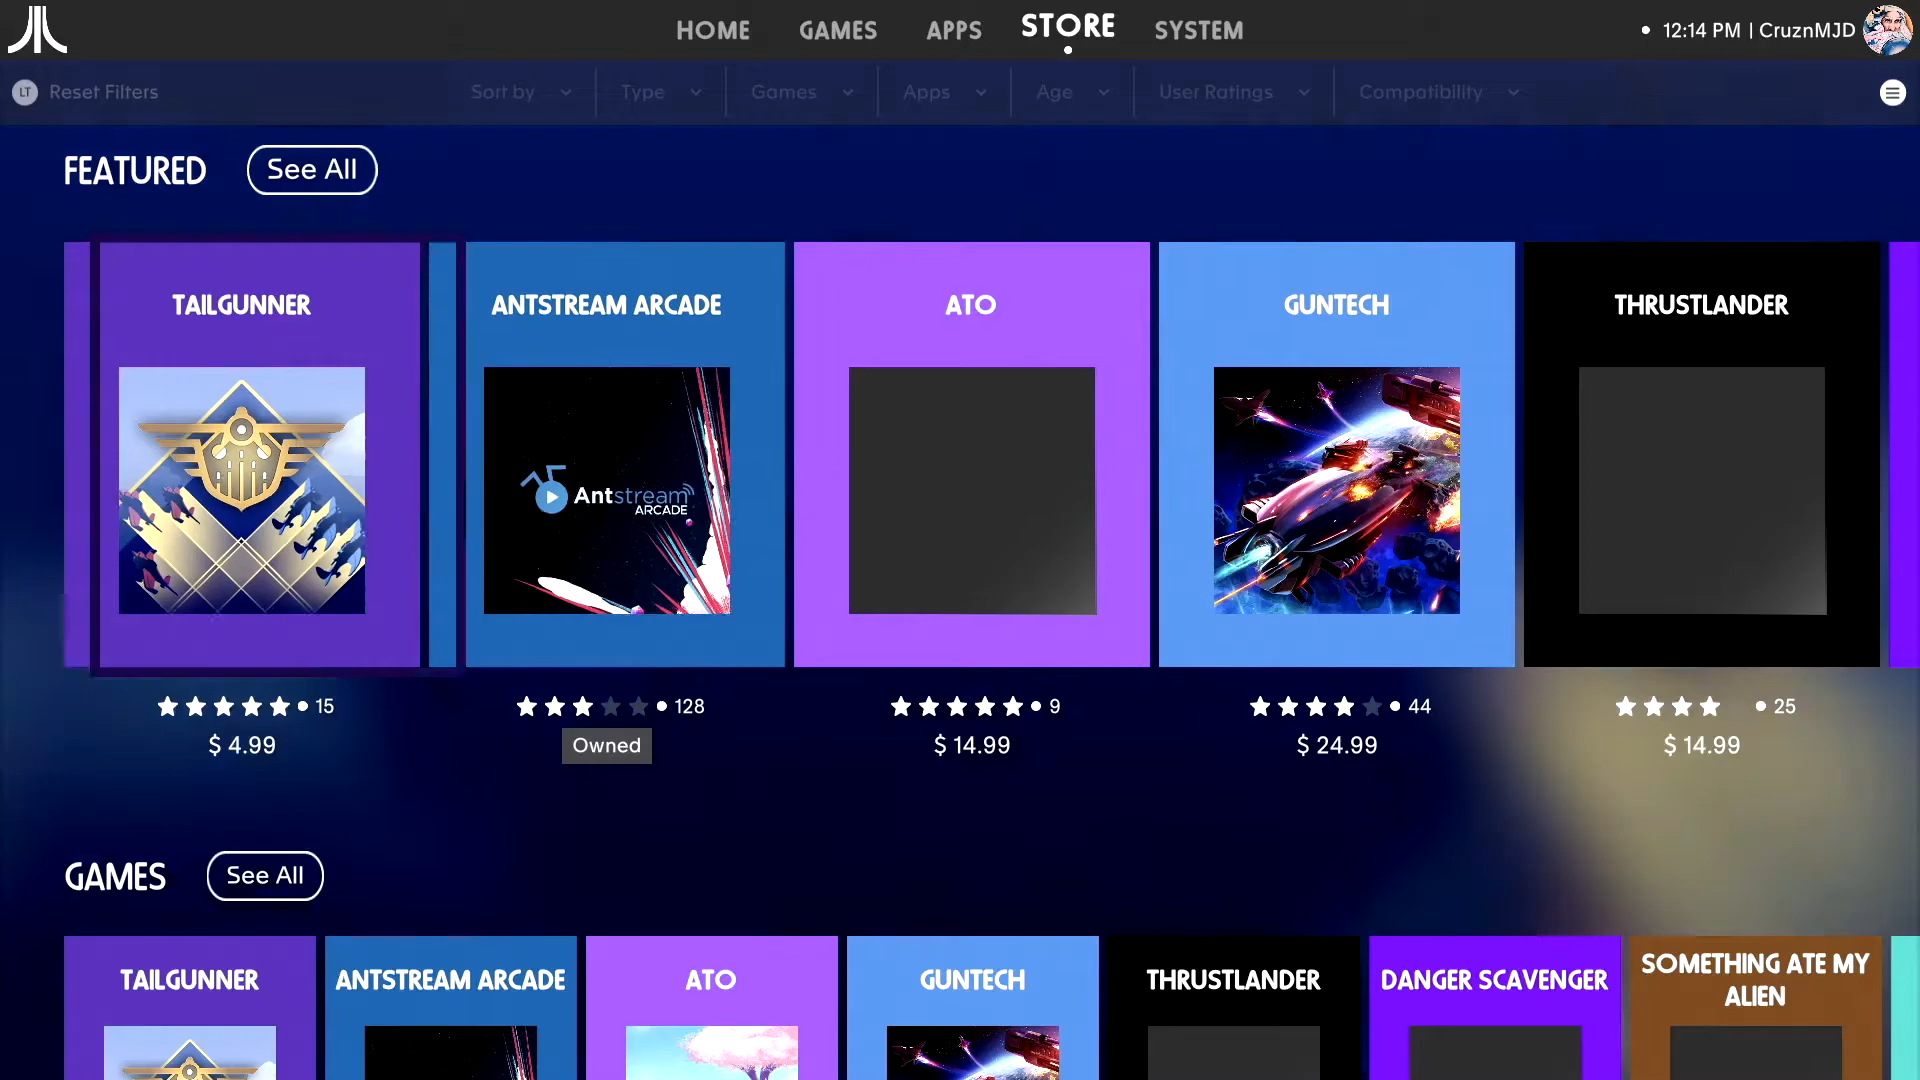 HOME GAMES APPS STORE SYSTEM
12:14 PM | CruznMJD
LT Reset Filters Sort by Type Games Apps Age User Ratings Compatibility
FEATURED See All
TAILGUNNER ANTSTREAM ARCADE ATO GUNTECH THRUSTLANDER
Antstream
ARCADE
15 128 9 44 25
$ 4.99 Owned $ 14.99 $ 24.99 $ 14.99
GAMES See All
TAILGUNNER ANTSTREAM ARCADE ATO GUNTECH THRUSTLANDER DANGER SCAVENGER SOMETHING ATE MY
ALIEN